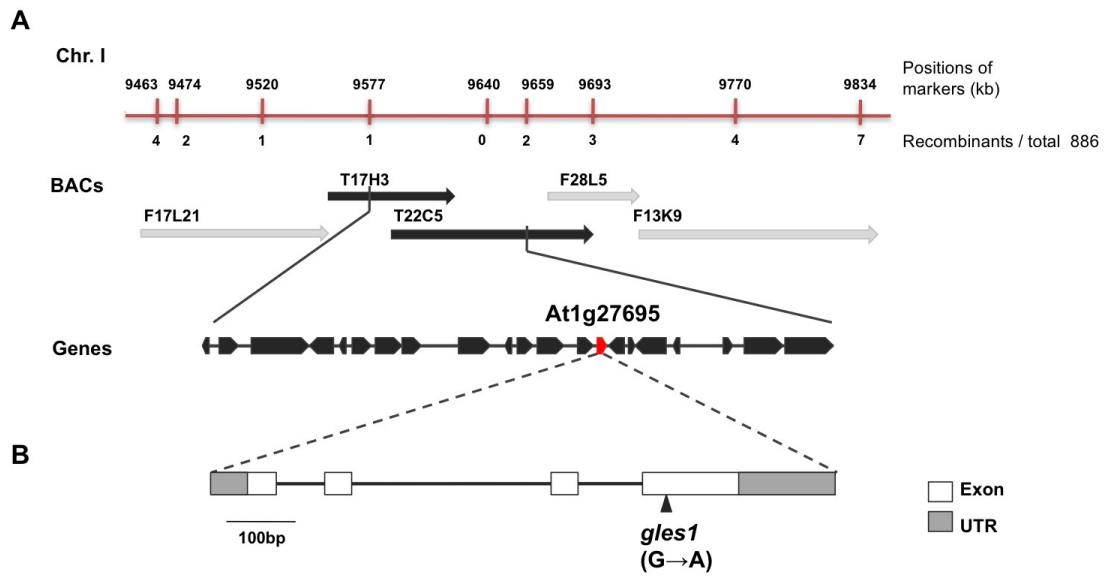 A
Chr. I
9463 9474 9520 9577 9640 9659 9693 9770 9834
Positions of
markers (kb)
4 2 1 1 0 2 3 4 7
Recombinants / total 886
BACs
T17H3 F28L5
F17L21 T22C5 F13K9
At1g27695
Genes
B
Exon
UTR
100bp
gles1
(G→A)